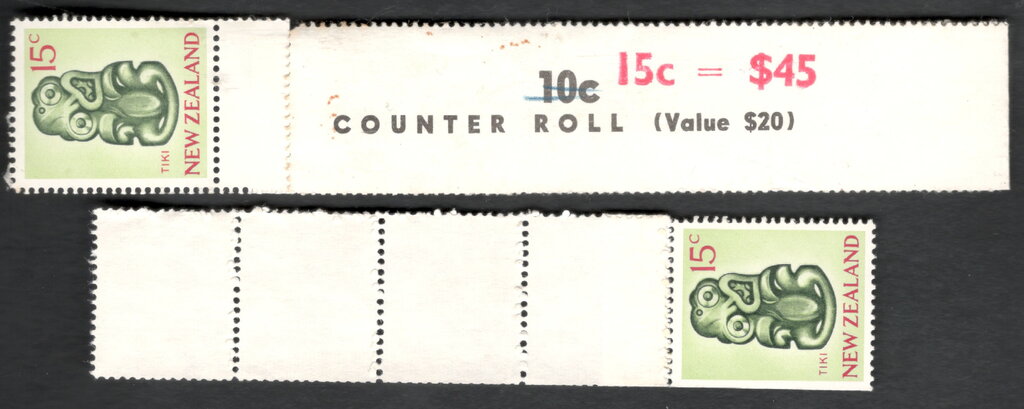 15c
TIKI
NEW ZEALAND
10c 15c = $45
COUNTER ROLL (Value $20)
15c
TIKI
NEW ZEALAND